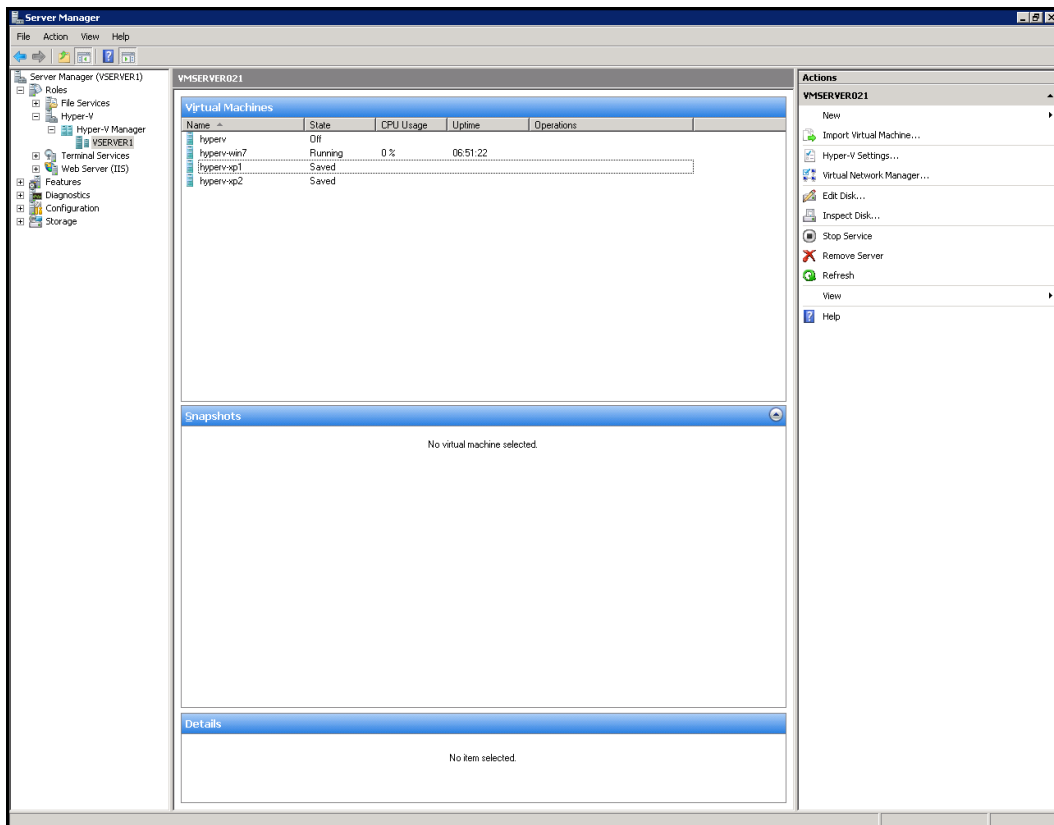 Server Manager
File Action View Help
Server Manager (VSERVER1)
Roles
File Services
Hyper-V
Hyper-V Manager
VSERVER1
Terminal Services
Web Server (IIS)
Features
Diagnostics
Configuration
Storage
VMSERVER021
Virtual Machines
Name State CPU Usage Uptime Operations
hyperv Off
hyperv-win7 Running 0 % 06:51:22
hyperv-xp1 Saved
hyperv-xp2 Saved
Snapshots
No virtual machine selected.
Details
No item selected.
Actions
VMSERVER021
New
Import Virtual Machine...
Hyper-V Settings...
Virtual Network Manager...
Edit Disk...
Inspect Disk...
Stop Service
Remove Server
Refresh
View
Help